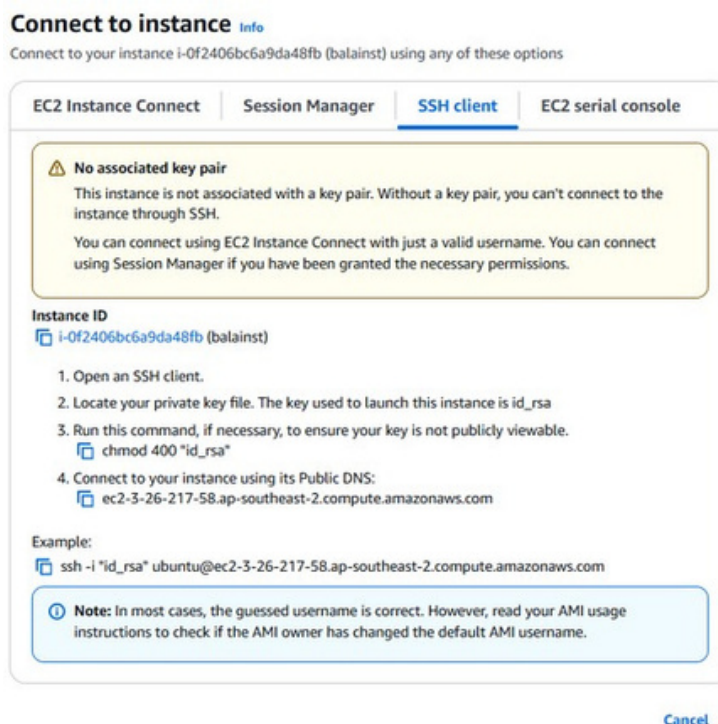 Connect to instance Info
Connect to your instance i-0f2406bc6a9da48fb (balainst) using any of these options
EC2 Instance Connect Session Manager SSH client EC2 serial console
No associated key pair
This instance is not associated with a key pair. Without a key pair, you can't connect to the
instance through SSH.
You can connect using EC2 Instance Connect with just a valid username. You can connect
using Session Manager if you have been granted the necessary permissions.
Instance ID
i-0f2406bc6a9da48fb (balainst)
1. Open an SSH client.
2. Locate your private key file. The key used to launch this instance is id_rsa
3. Run this command, if necessary, to ensure your key is not publicly viewable.
chmod 400 "id_rsa"
4. Connect to your instance using its Public DNS:
ec2-3-26-217-58.ap-southeast-2.compute.amazonaws.com
Example:
ssh -i "id_rsa" ubuntu@ec2-3-26-217-58.ap-southeast-2.compute.amazonaws.com
Note: In most cases, the guessed username is correct. However, read your AMI usage
instructions to check if the AMI owner has changed the default AMI username.
Cancel